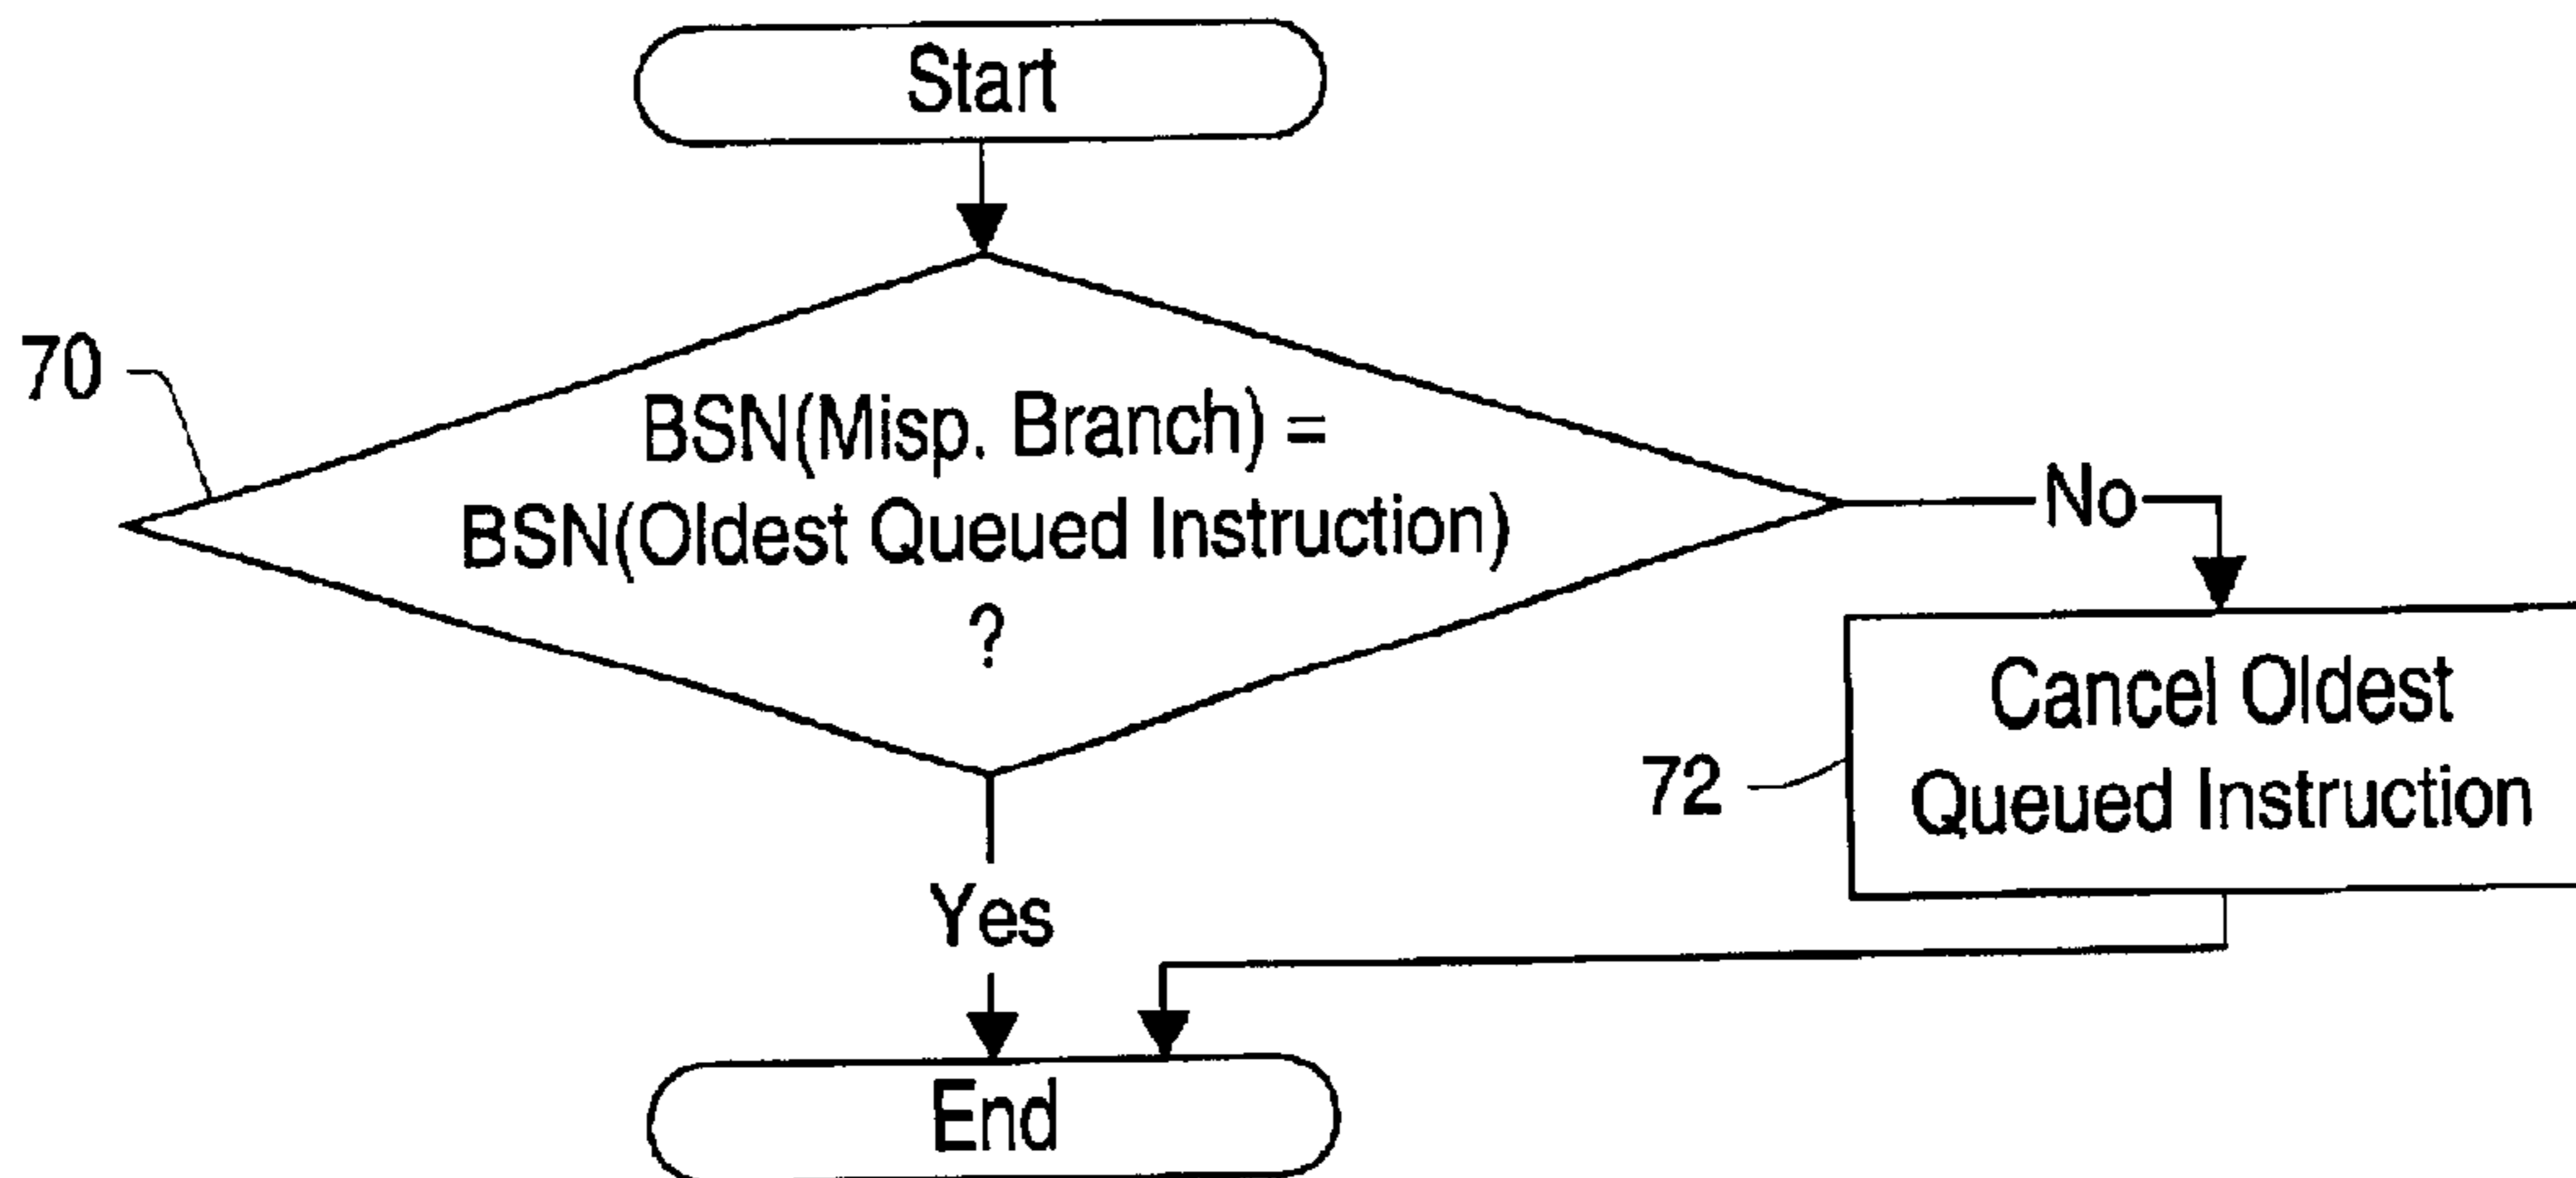 Start
70
BSN(Misp. Branch) =
BSN(Oldest Queued Instruction)
?
No
Cancel Oldest
Queued Instruction
72
Yes
End